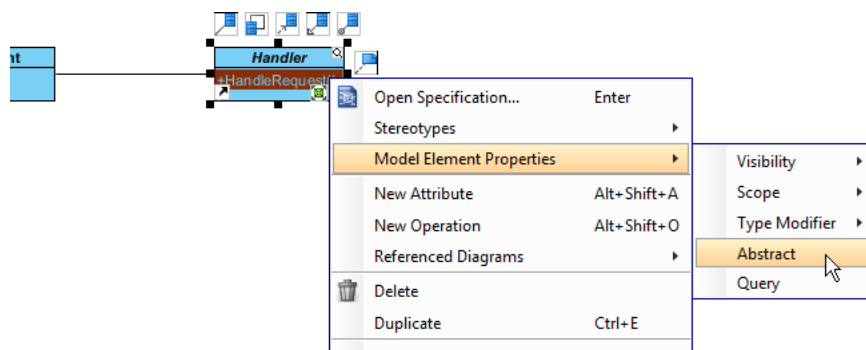 nt
Handler
+HandleRequest()
Open Specification... Enter
Stereotypes
Model Element Properties
New Attribute Alt+Shift+A
New Operation Alt+Shift+O
Referenced Diagrams
Delete
Duplicate Ctrl+E
Visibility
Scope
Type Modifier
Abstract
Query